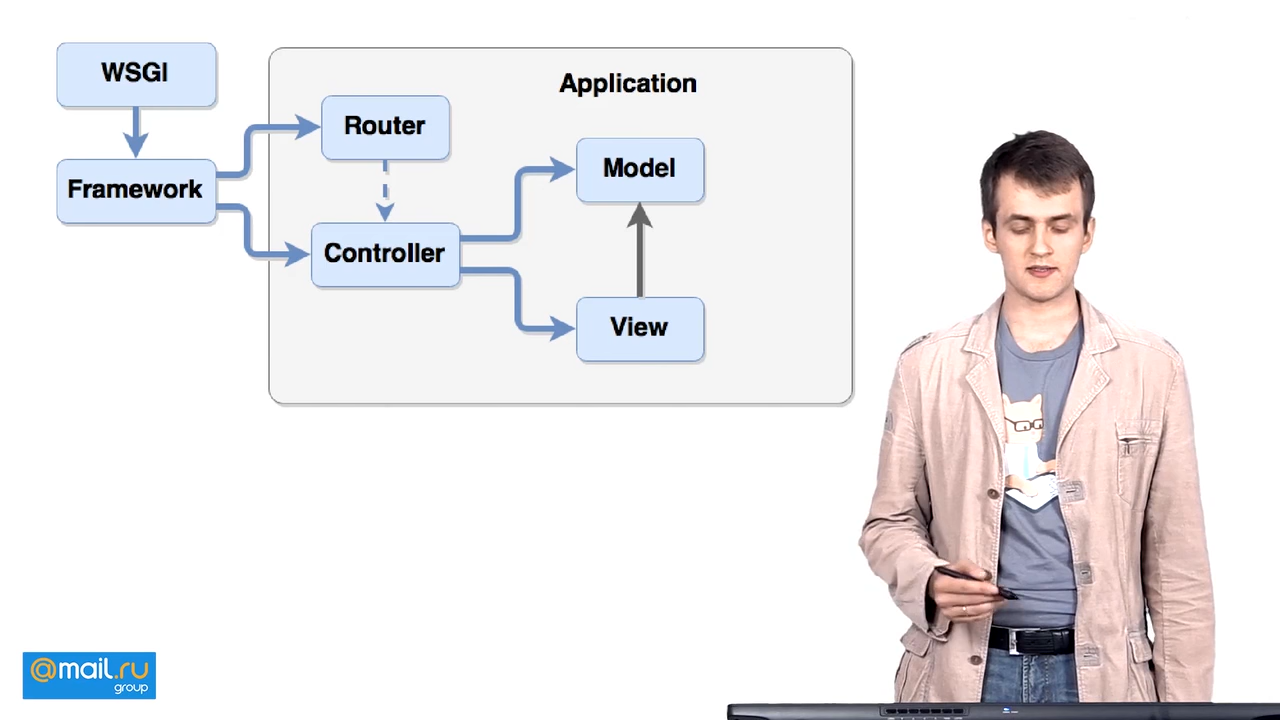 WSGI
Framework
Application
Router
Controller
Model
View
@mail.ru
group